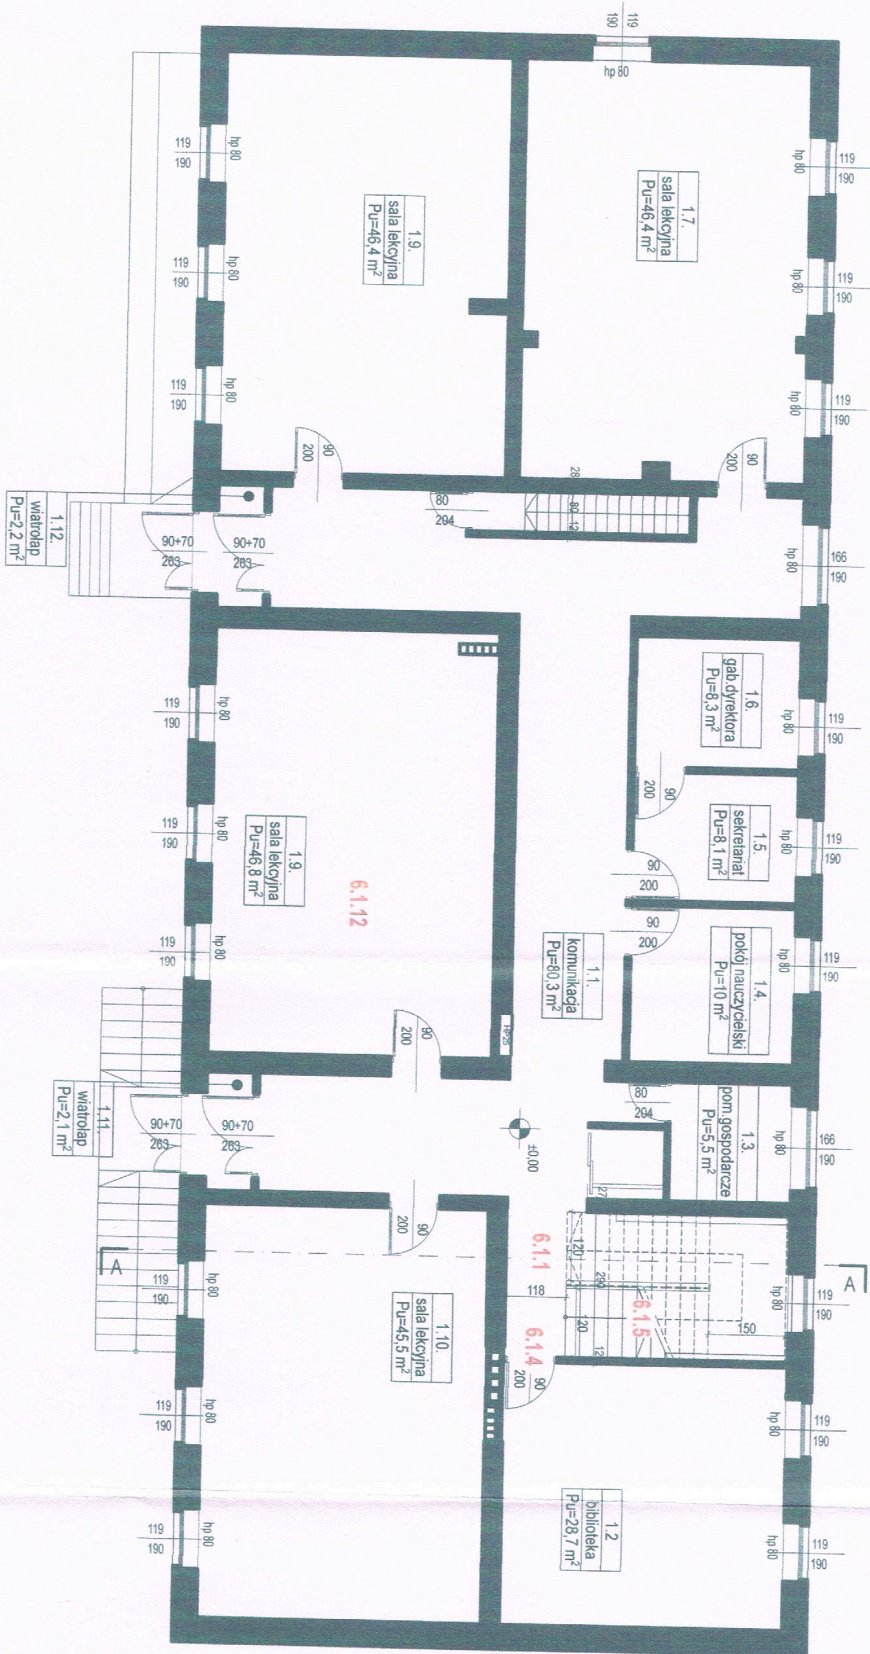 119
190
hp 80
119
190
hp 80
119
190
hp 80
119
190
hp 80
1.7.
sala lekcyjna
Pu=46,4 m²
1.9.
sala lekcyjna
Pu=46,4 m²
119
190
hp 80
119
190
hp 80
119
190
hp 80
90
200
90
200
28
80
12
80
204
166
190
hp 80
1.12.
wiatrołap
Pu=2,2 m²
90+70
263
90+70
263
1.6.
gab.dyrektora
Pu=8,3 m²
119
190
hp 80
90
200
1.5.
sekretariat
Pu=8,1 m²
119
190
hp 80
90
200
90
200
1.4.
pokój nauczycielski
Pu=10 m²
119
190
hp 80
1.1.
komunikacja
Pu=80,3 m²
1.9.
sala lekcyjna
Pu=46,8 m²
6.1.12
119
190
hp 80
119
190
hp 80
119
190
hp 80
90
200
HP25
1.3.
pom.gospodarcze
Pu=5,5 m²
80
204
166
190
hp 80
±0,00
27
1.11.
wiatrołap
Pu=2,1 m²
90+70
263
90+70
263
90
200
6.1.1
6.1.5
6.1.4
120
290
120
12
118
150
A
A
119
190
hp 80
119
190
hp 80
90
200
1.10.
sala lekcyjna
Pu=45,5 m²
1.2
biblioteka
Pu=28,7 m²
119
190
hp 80
119
190
hp 80
119
190
hp 80
119
190
hp 80